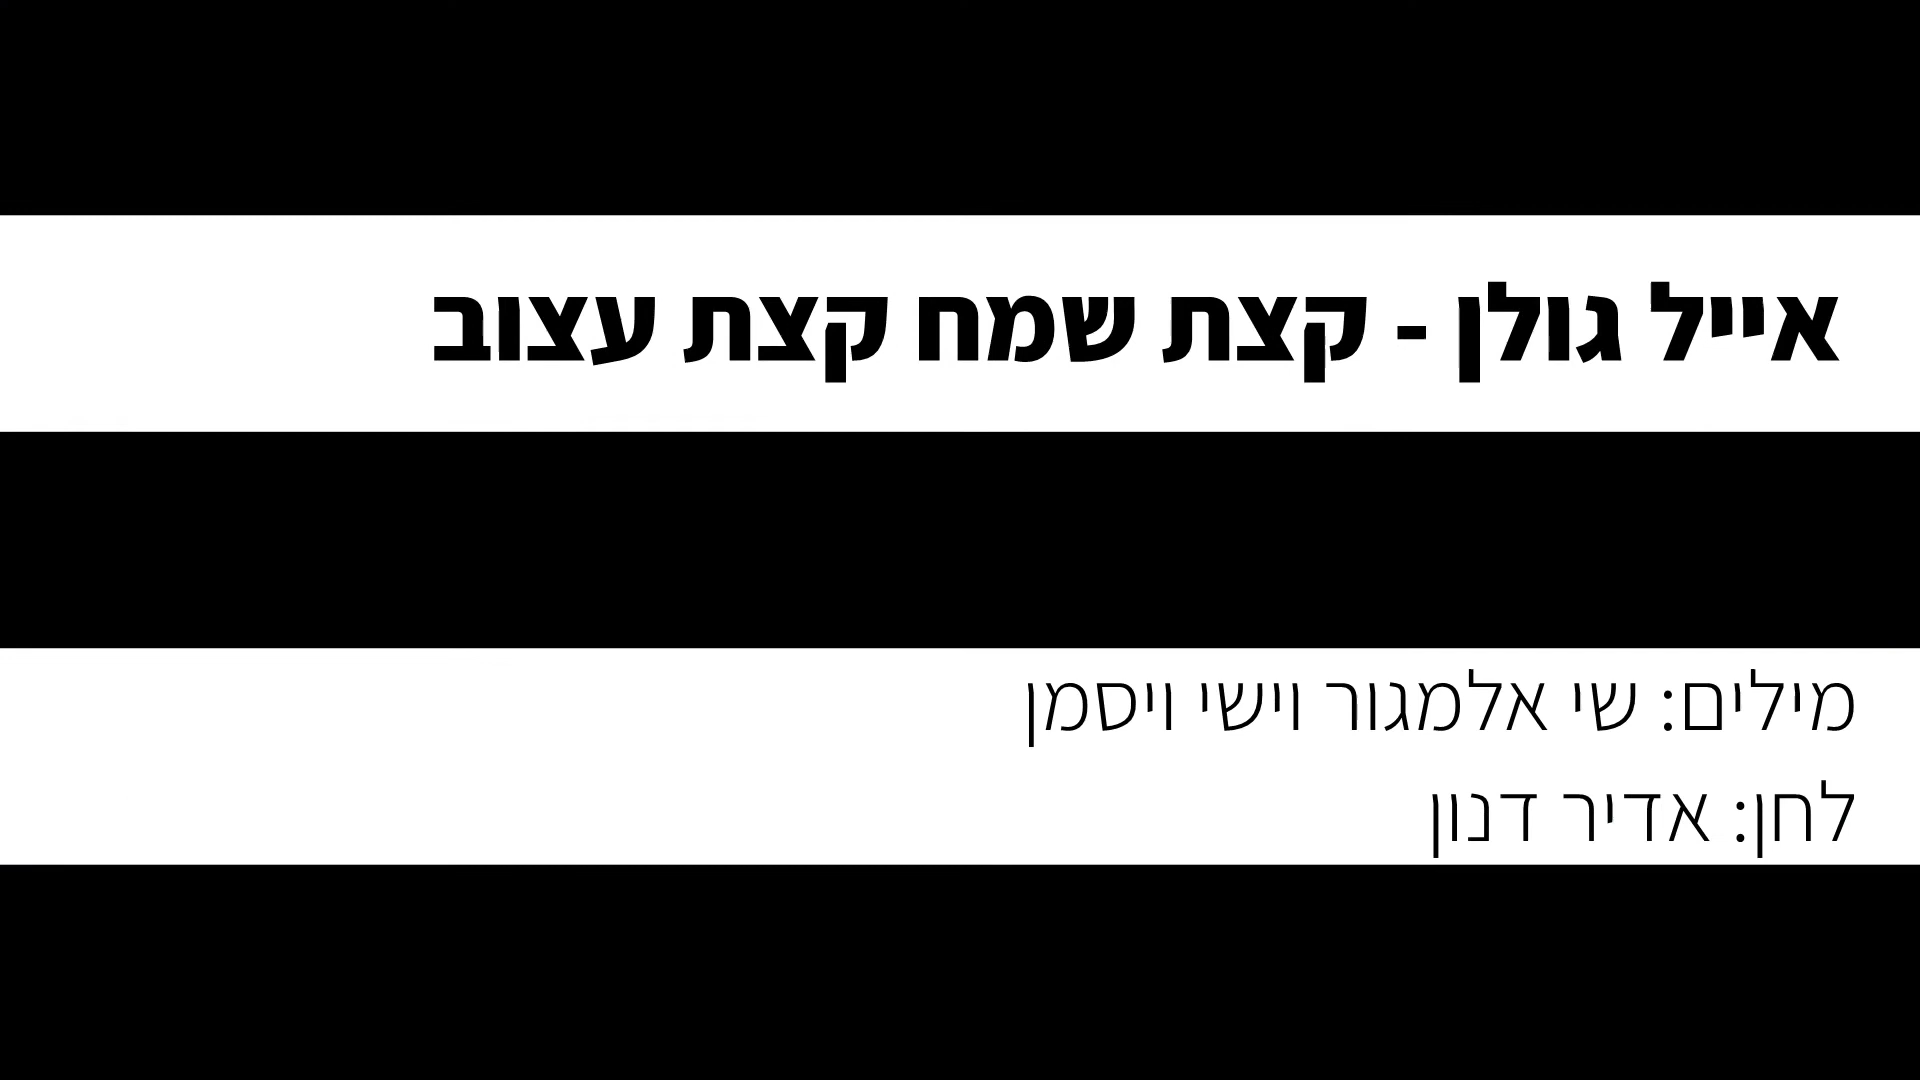 אייל גולן - קצת שמח קצת עצוב
מילים: שי אלמגור וישי ויסמן
לחן: אדיר דנון